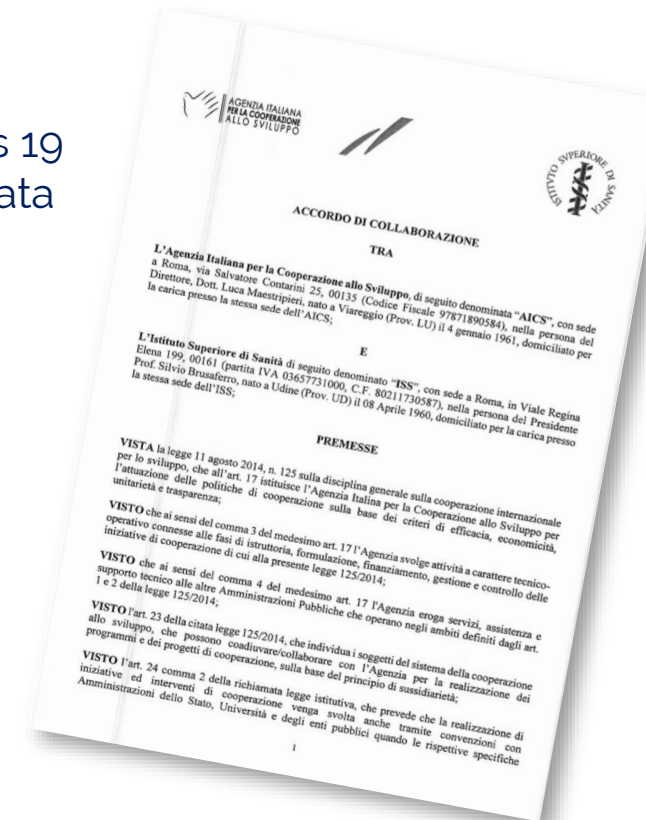 s 19
ata
AGENZIA ITALIANA
PER LA COOPERAZIONE
ALLO SVILUPPO
ISTITUTO SVPERIORE DI SANITÀ
ACCORDO DI COLLABORAZIONE
TRA
L'Agenzia Italiana per la Cooperazione allo Sviluppo, di seguito denominata "AICS", con sede
a Roma, via Salvatore Contarini 25, 00135 (Codice Fiscale 97871890584), nella persona del
Direttore, Dott. Luca Maestripieri, nato a Viareggio (Prov. LU) il 4 gennaio 1961, domiciliato per
la carica presso la stessa sede dell'AICS;
E
L'Istituto Superiore di Sanità di seguito denominato "ISS", con sede a Roma, in Viale Regina
Elena 199, 00161 (partita IVA 03657731000, C.F. 80211730587), nella persona del Presidente
Prof. Silvio Brusaferro, nato a Udine (Prov. UD) il 08 Aprile 1960, domiciliato per la carica presso
la stessa sede dell'ISS;
PREMESSE
VISTA la legge 11 agosto 2014, n. 125 sulla disciplina generale sulla cooperazione internazionale
per lo sviluppo, che all'art. 17 istituisce l'Agenzia Italina per la Cooperazione allo Sviluppo per
l'attuazione delle politiche di cooperazione sulla base dei criteri di efficacia, economicità,
unitarietà e trasparenza;
VISTO che ai sensi del comma 3 del medesimo art. 17 l'Agenzia svolge attività a carattere tecnico-
operativo connesse alle fasi di istruttoria, formulazione, finanziamento, gestione e controllo delle
iniziative di cooperazione di cui alla presente legge 125/2014;
VISTO che ai sensi del comma 4 del medesimo art. 17 l'Agenzia eroga servizi, assistenza e
supporto tecnico alle altre Amministrazioni Pubbliche che operano negli ambiti definiti dagli art.
1 e 2 della legge 125/2014;
VISTO l'art. 23 della citata legge 125/2014, che individua i soggetti del sistema della cooperazione
allo sviluppo, che possono coadiuvare/collaborare con l'Agenzia per la realizzazione dei
programmi e dei progetti di cooperazione, sulla base del principio di sussidiarietà;
VISTO l'art. 24 comma 2 della richiamata legge istitutiva, che prevede che la realizzazione di
iniziative ed interventi di cooperazione venga svolta anche tramite convenzioni con
Amministrazioni dello Stato, Università e degli enti pubblici quando le rispettive specifiche
1